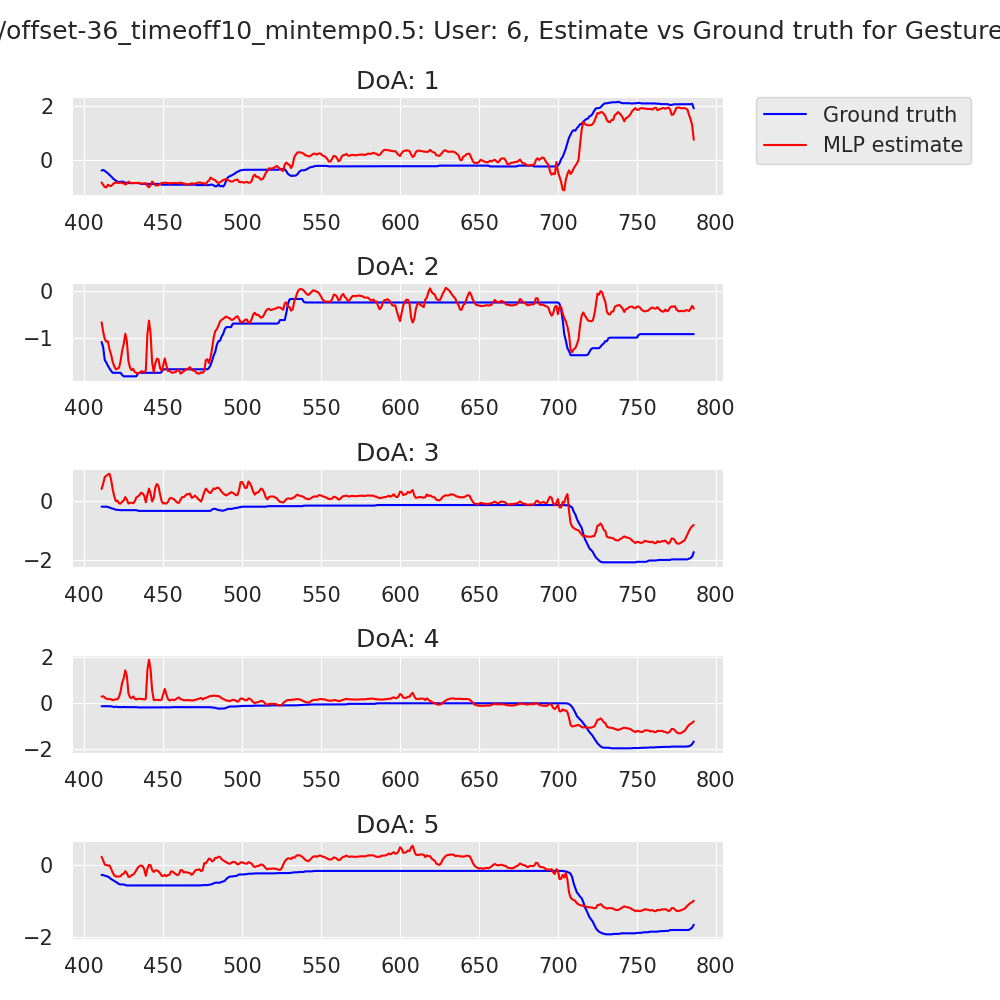 /offset-36_timeoff10_mintemp0.5: User: 6, Estimate vs Ground truth for Gesture
DoA: 1
2
0
400 450 500 550 600 650 700 750 800
Ground truth
MLP estimate
DoA: 2
0
−1
400 450 500 550 600 650 700 750 800
DoA: 3
0
−2
400 450 500 550 600 650 700 750 800
DoA: 4
2
0
−2
400 450 500 550 600 650 700 750 800
DoA: 5
0
−2
400 450 500 550 600 650 700 750 800